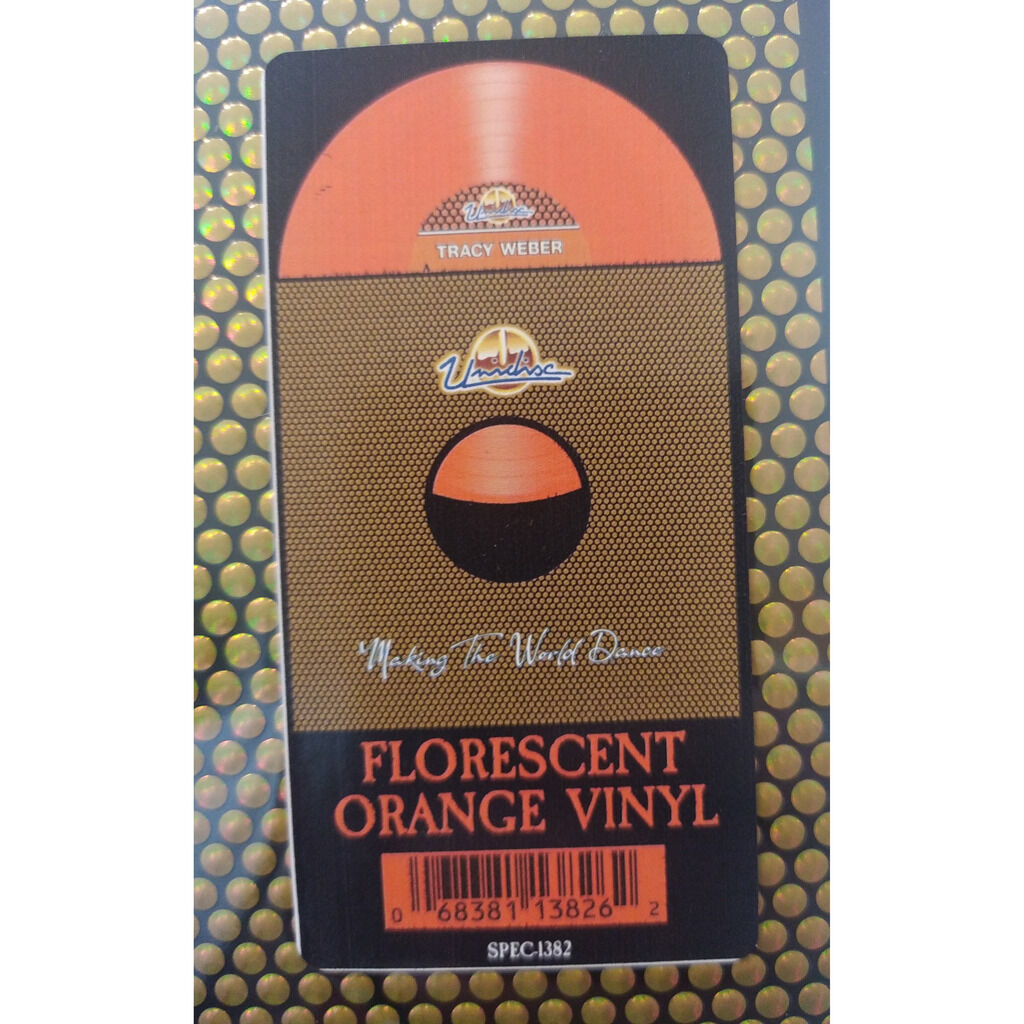 Unidisc
TRACY WEBER
Unidisc
Making The World Dance
FLORESCENT
ORANGE VINYL
0 68381 13826 2
SPEC-1382